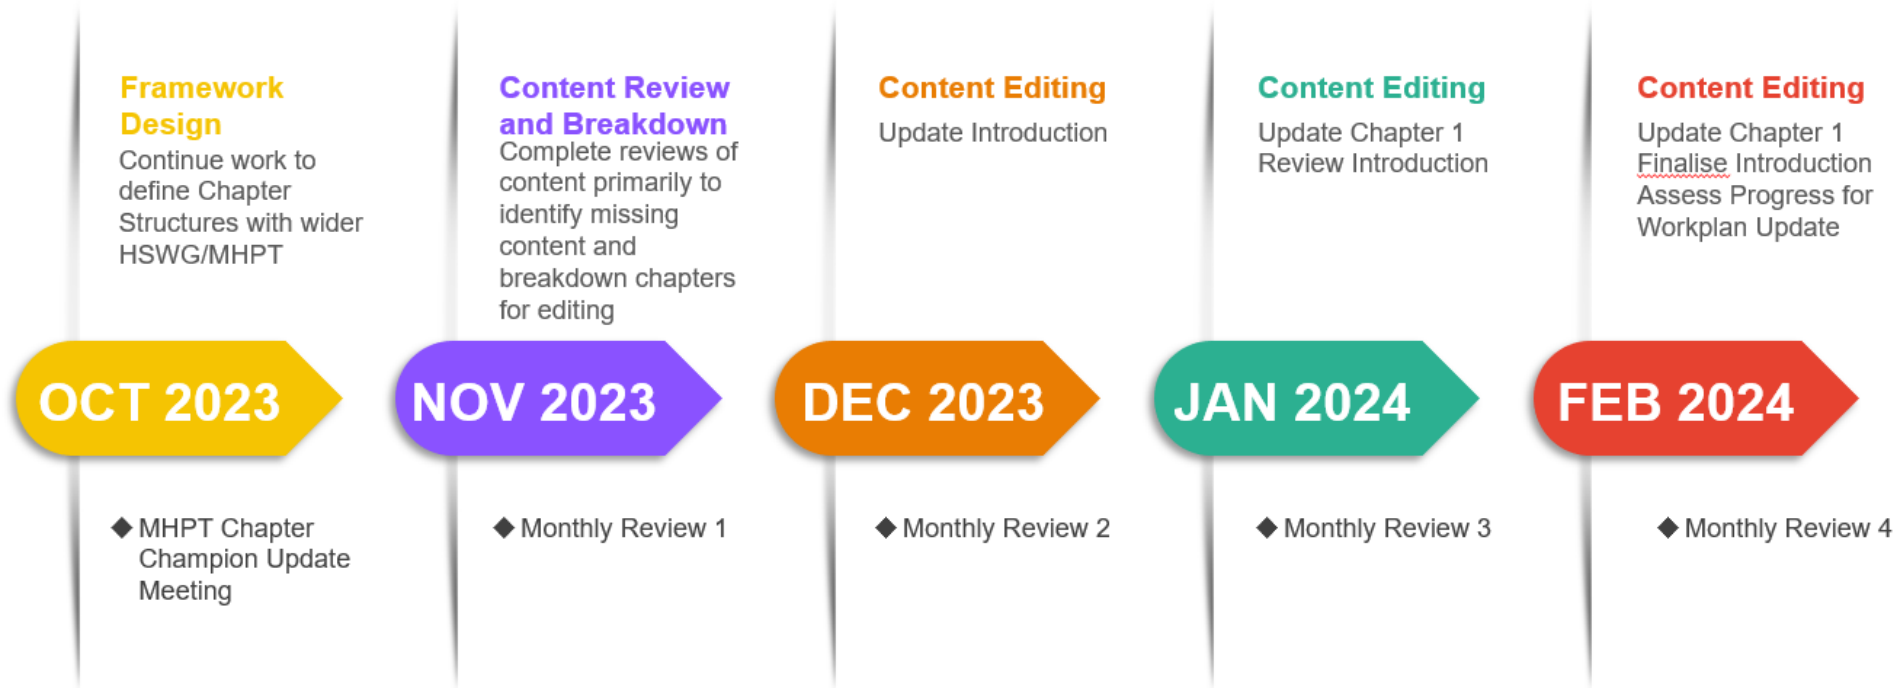 Framework
Design
Continue work to
define Chapter
Structures with wider
HSWG/MHPT
Content Review
and Breakdown
Complete reviews of
content primarily to
identify missing
content and
breakdown chapters
for editing
Content Editing
Update Introduction
Content Editing
Update Chapter 1
Review Introduction
Content Editing
Update Chapter 1
Finalise Introduction
Assess Progress for
Workplan Update
OCT 2023
NOV 2023
DEC 2023
JAN 2024
FEB 2024
MHPT Chapter
Champion Update
Meeting
Monthly Review 1
Monthly Review 2
Monthly Review 3
Monthly Review 4